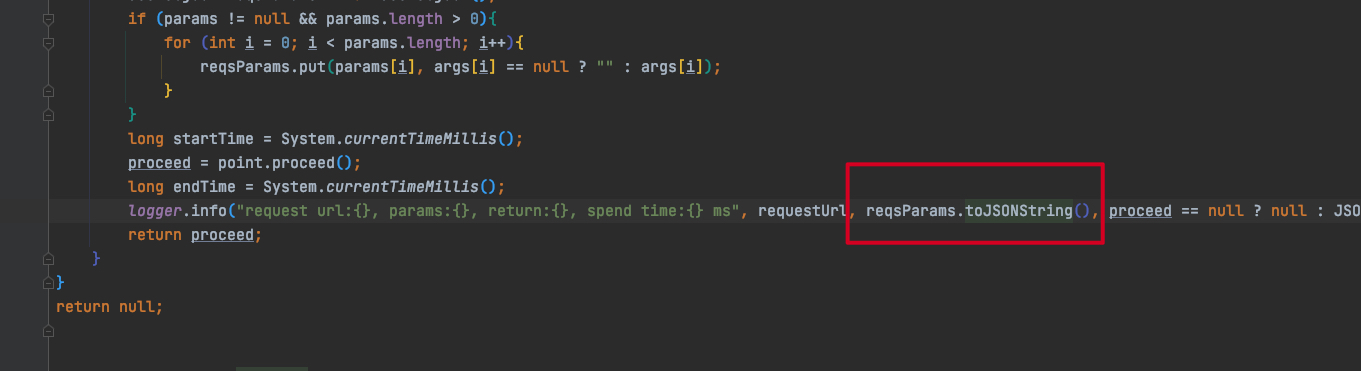 if (params != null && params.length > 0){
for (int i = 0; i < params.length; i++){
reqsParams.put(params[i], args[i] == null ? "" : args[i]);
}
}
long startTime = System.currentTimeMillis();
proceed = point.proceed();
long endTime = System.currentTimeMillis();
logger.info("request url:{}, params:{}, return:{}, spend time:{} ms", requestUrl, reqsParams.toJSONString(), proceed == null ? null : JSO
return proceed;
}
}
return null;